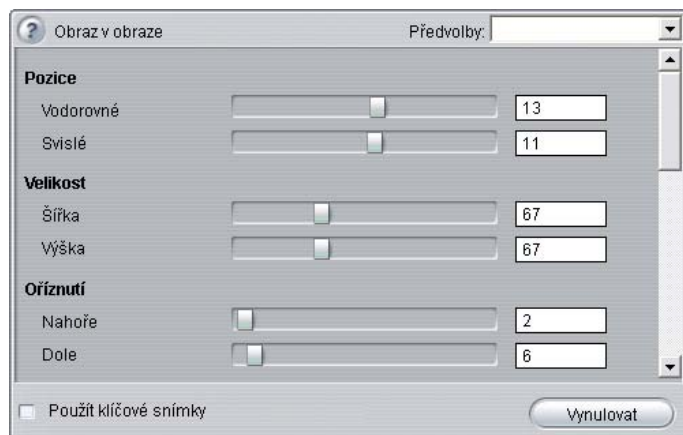 ? Obraz v obraze Předvolby:
Pozice
Vodorovné 13
Svislé 11
Velikost
Šířka 67
Výška 67
Oříznutí
Nahoře 2
Dole 6
Použít klíčové snímky Vynulovat